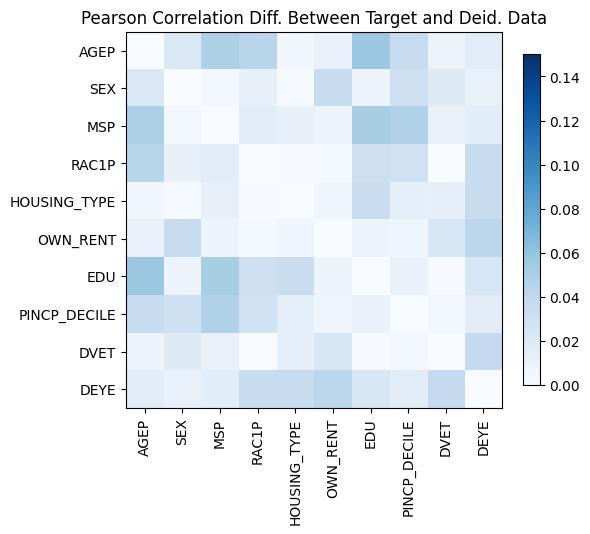 Pearson Correlation Diff. Between Target and Deid. Data
AGEP
SEX
MSP
RAC1P
HOUSING_TYPE
OWN_RENT
EDU
PINCP_DECILE
DVET
DEYE
0.14
0.12
0.10
0.08
0.06
0.04
0.02
0.00
AGEP
SEX
MSP
RAC1P
HOUSING_TYPE
OWN_RENT
EDU
PINCP_DECILE
DVET
DEYE